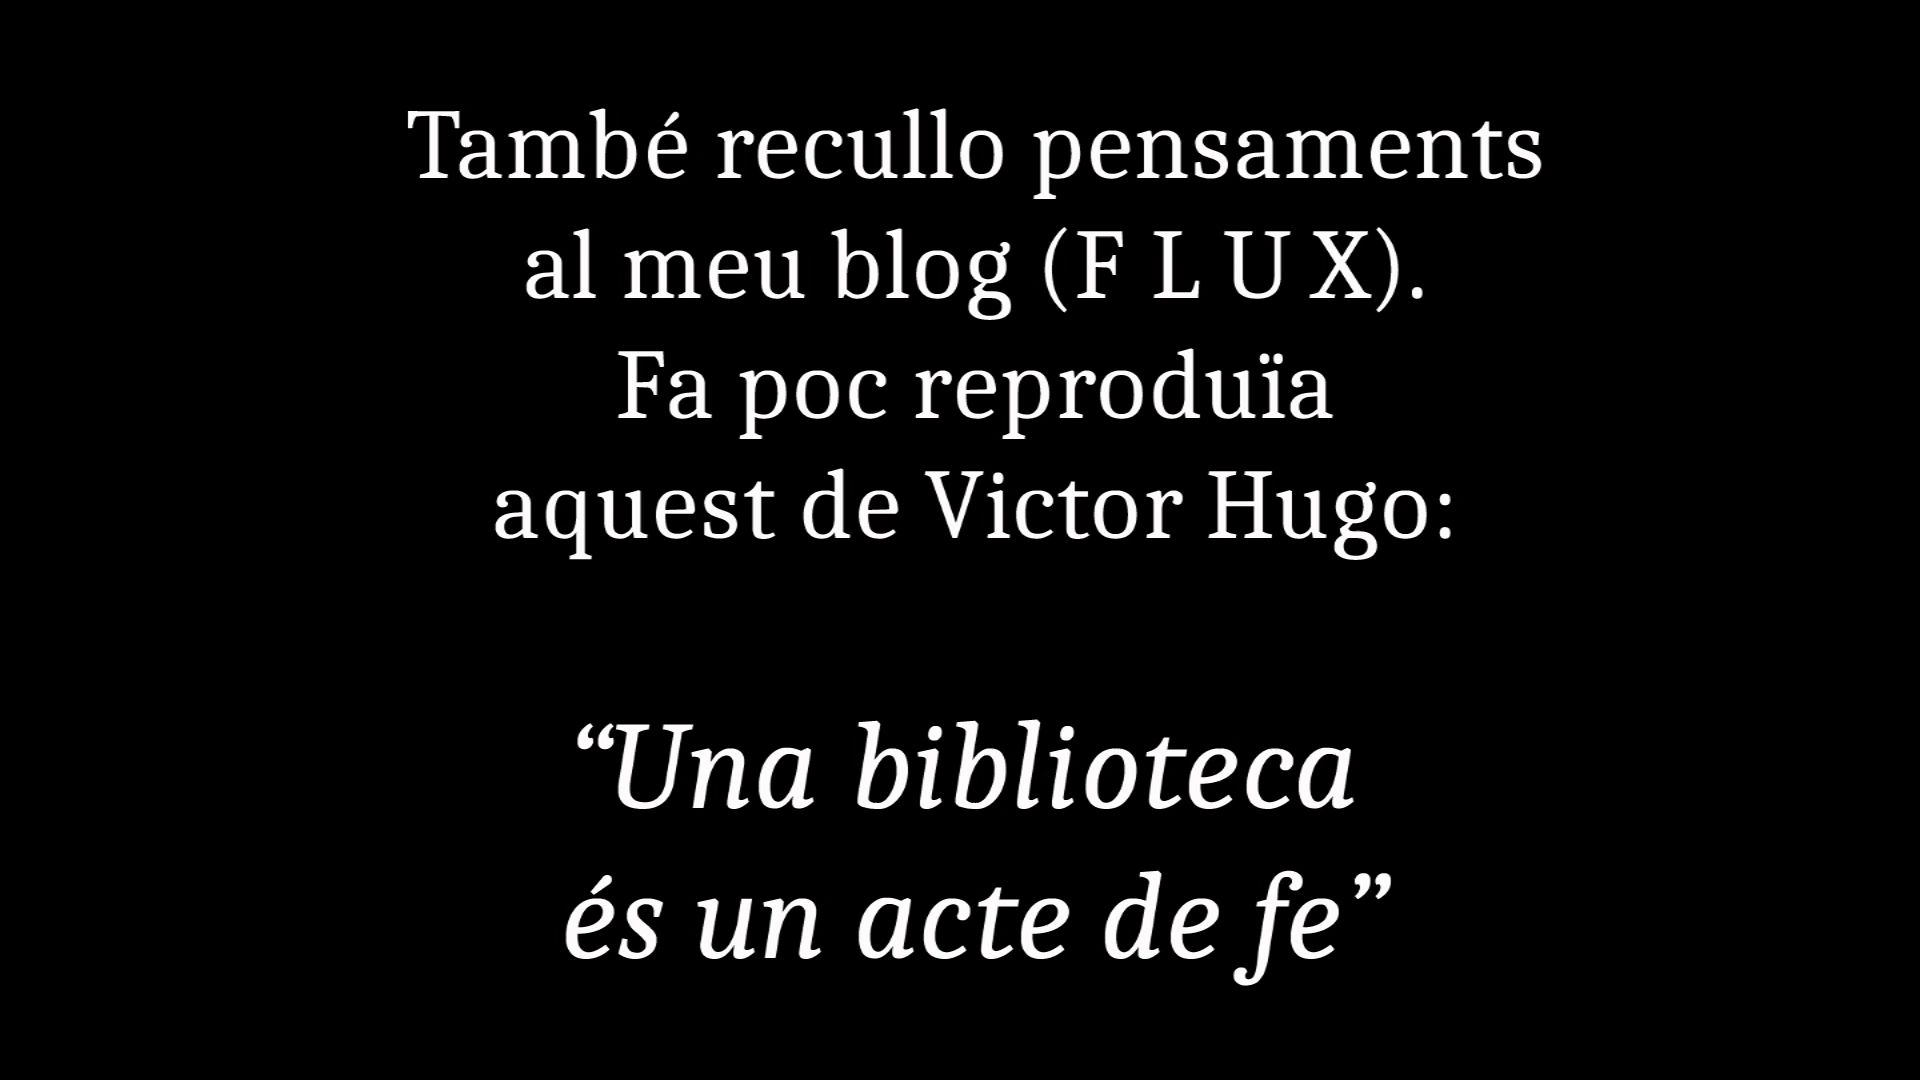 També recullo pensaments
al meu blog (F L U X).
Fa poc reproduïa
aquest de Victor Hugo:
“Una biblioteca
és un acte de fe”